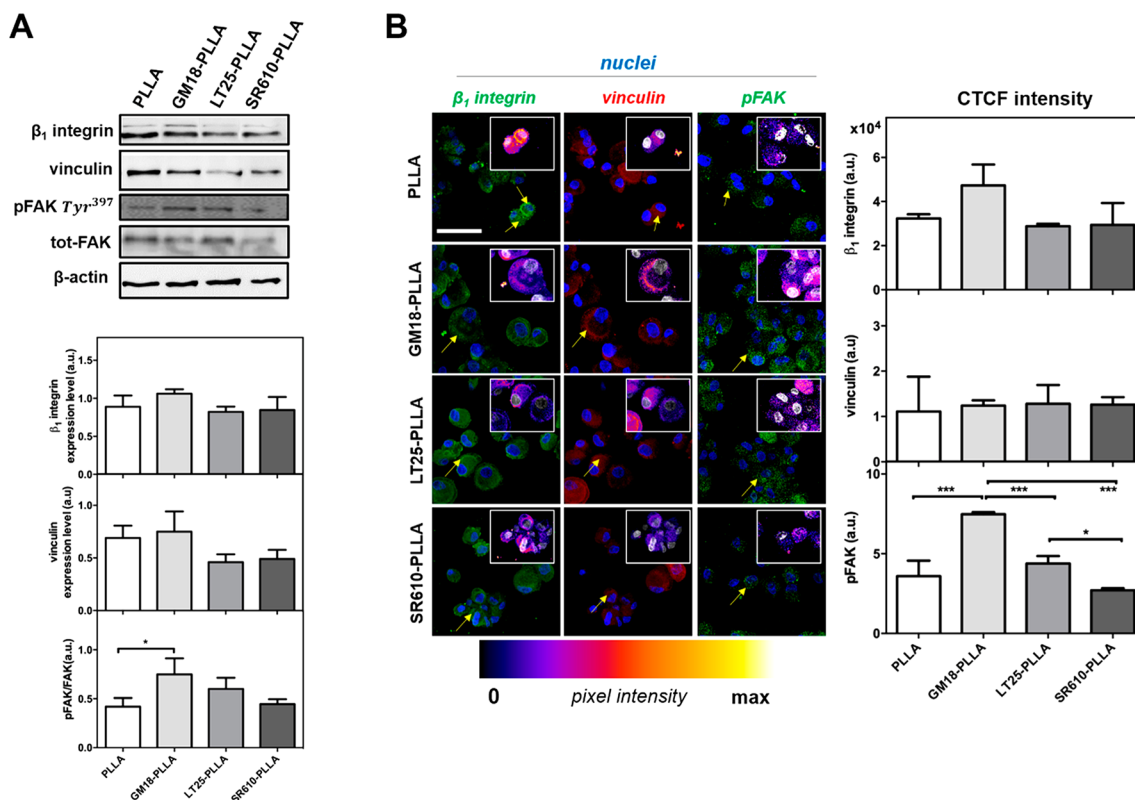 A
PLLA
GM18-PLLA
LT25-PLLA
SR610-PLLA
β1 integrin
vinculin
pFAK Tyr³⁹⁷
tot-FAK
β-actin
β1 integrin
expression level (a.u.)
1.5
1.0
0.5
0.0
vinculin
expression level (a.u)
1.0
0.5
0.0
pFAK/FAK(a.u.)
1.0
0.5
0.0
*
PLLA
GM18-PLLA
LT25-PLLA
SR610-PLLA
B
nuclei
β1 integrin
vinculin
pFAK
PLLA
GM18-PLLA
LT25-PLLA
SR610-PLLA
0
pixel intensity
max
CTCF intensity
x10⁴
β1 integrin (a.u.)
6
4
2
0
vinculin (a.u)
3
2
1
0
pFAK (a.u.)
10
5
0
***
***
***
*
PLLA
GM18-PLLA
LT25-PLLA
SR610-PLLA